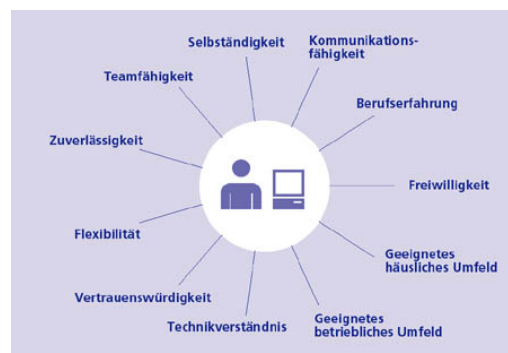 Selbständigkeit
Kommunikations-
fähigkeit
Teamfähigkeit
Berufserfahrung
Zuverlässigkeit
Freiwilligkeit
Flexibilität
Geeignetes
häusliches Umfeld
Vertrauenswürdigkeit
Technikverständnis
Geeignetes
betriebliches Umfeld